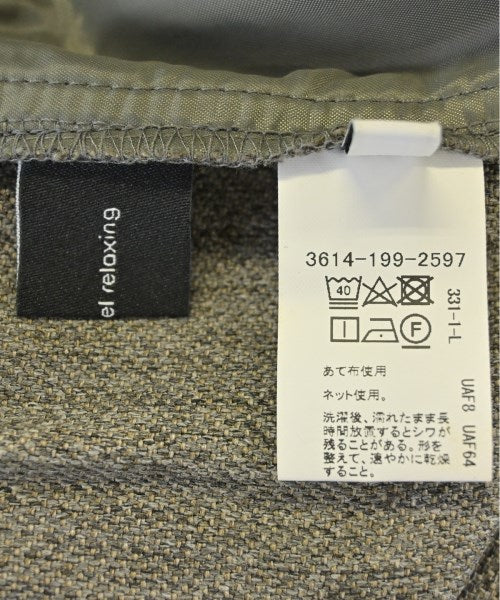 el relaxing
3614-199-2597
40
331-1-L
F
あて布使用
ネット使用。
洗濯後、濡れたまま長
時間放置するとシワが
残ることがある。形を
整えて、速やかに乾燥
すること。
UAF8 UAF64